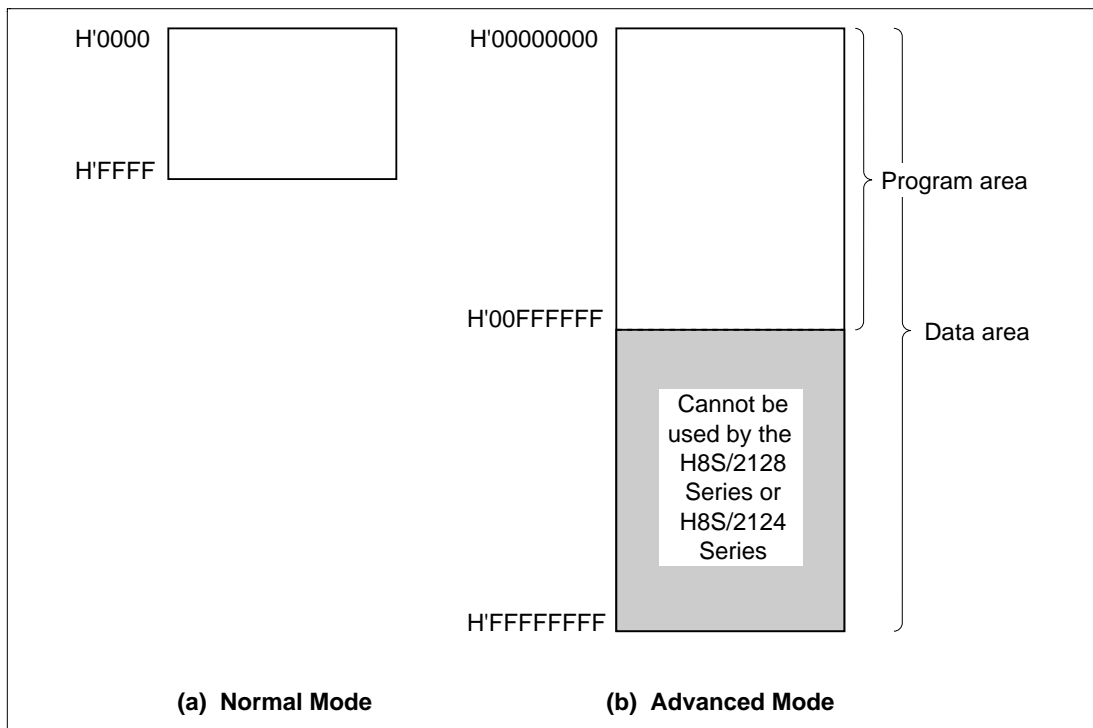 H'0000
H'FFFF
H'00000000
H'00FFFFFF
H'FFFFFFFF
Program area
Data area
Cannot be
used by the
H8S/2128
Series or
H8S/2124
Series
(a) Normal Mode
(b) Advanced Mode